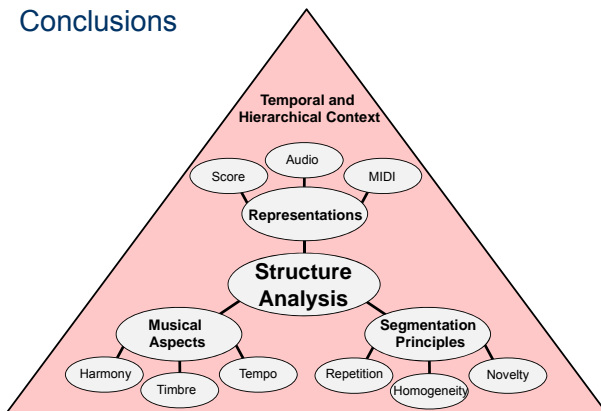 Conclusions
Temporal and
Hierarchical Context
Audio
Score
MIDI
Representations
Structure
Analysis
Musical
Aspects
Segmentation
Principles
Harmony
Timbre
Tempo
Repetition
Homogeneity
Novelty